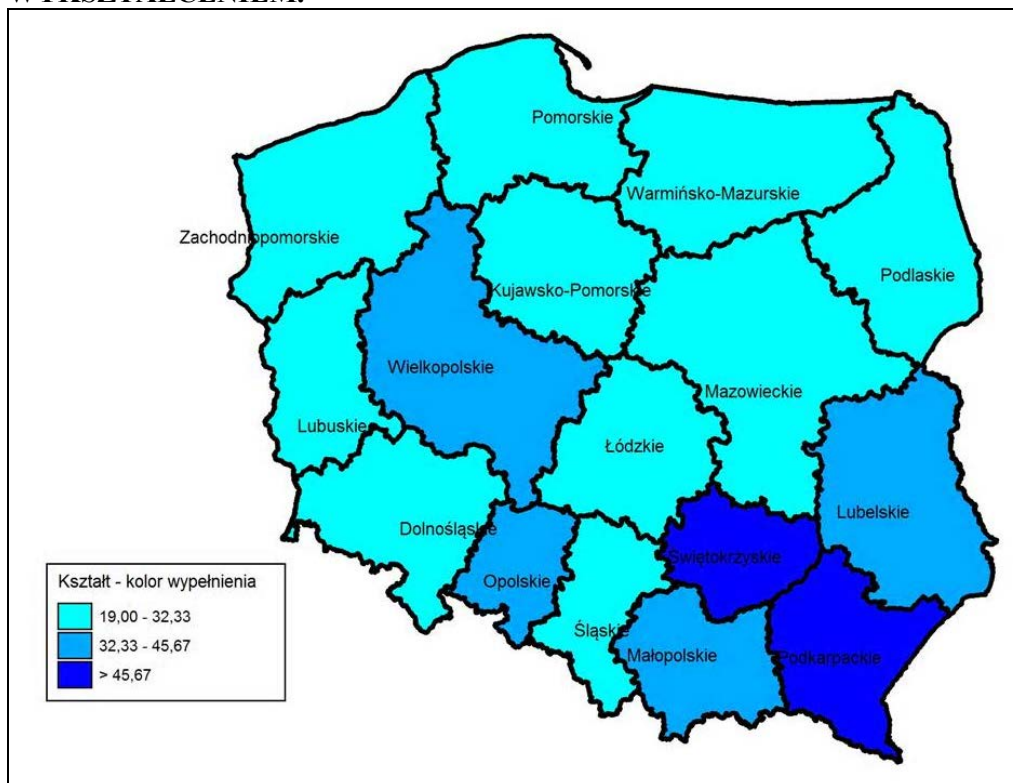 WYKSZTAŁCENIEM.
Pomorskie
Warmińsko-Mazurskie
Zachodniopomorskie
Podlaskie
Kujawsko-Pomorskie
Wielkopolskie
Mazowieckie
Lubuskie
Łódzkie
Lubelskie
Dolnośląskie
Świętokrzyskie
Opolskie
Śląskie
Małopolskie
Podkarpackie
Kształt - kolor wypełnienia
19,00 - 32,33
32,33 - 45,67
> 45,67